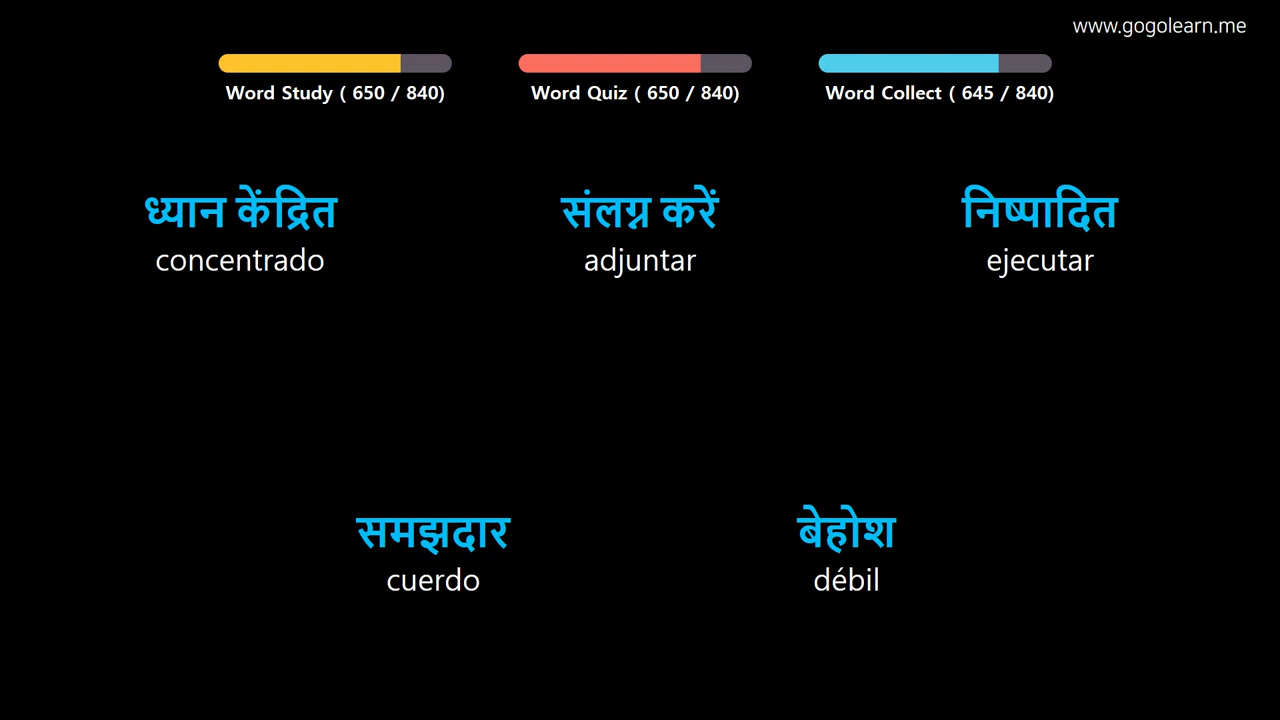 www.gogolearn.me
Word Study ( 650 / 840)
Word Quiz ( 650 / 840)
Word Collect ( 645 / 840)
ध्यान केंद्रित
concentrado
संलग्न करें
adjuntar
निष्पादित
ejecutar
समझदार
cuerdo
बेहोश
débil